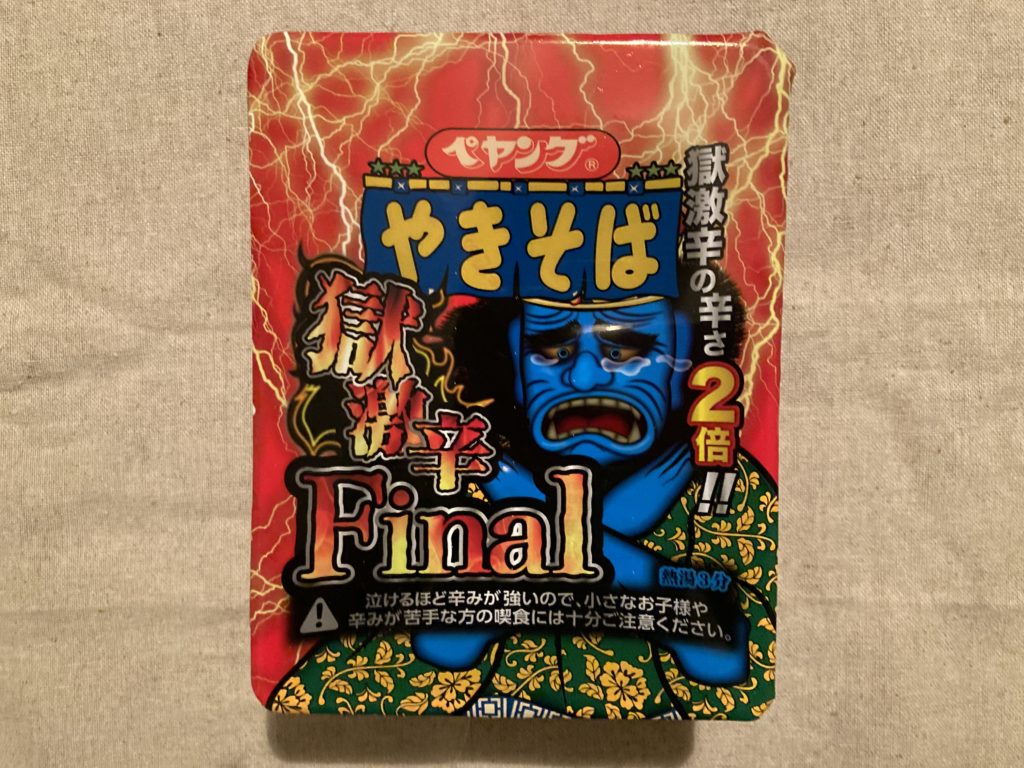 ペヤング®
やきそば
獄激辛の辛さ2倍!!
獄激辛
Final
熱湯3分
泣けるほど辛みが強いので、小さなお子様や
辛みが苦手な方の喫食には十分ご注意ください。